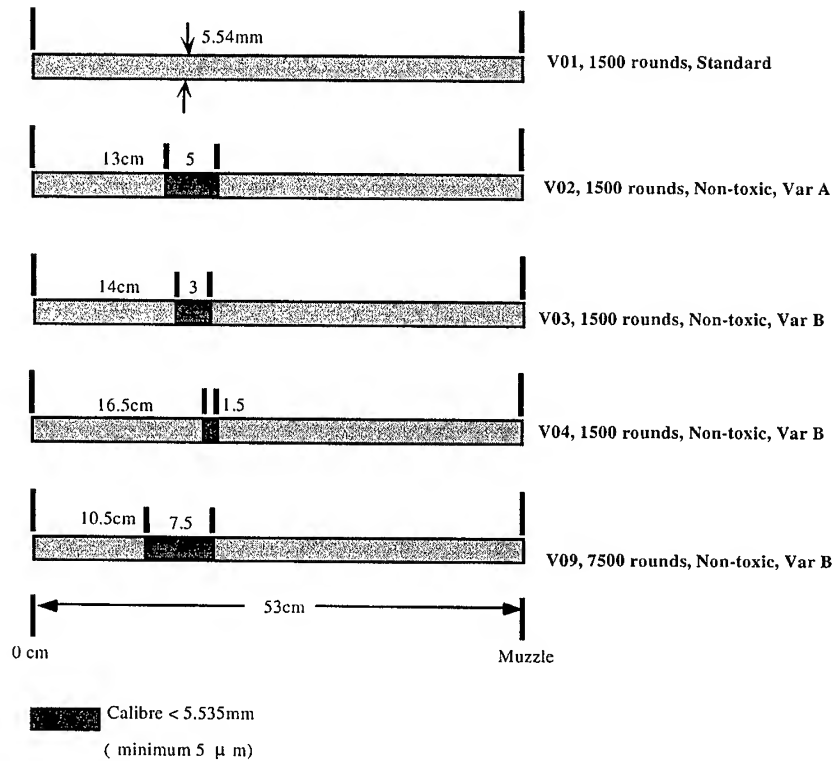 5.54mm
V01, 1500 rounds, Standard
13cm 5
V02, 1500 rounds, Non-toxic, Var A
14cm 3
V03, 1500 rounds, Non-toxic, Var B
16.5cm 1.5
V04, 1500 rounds, Non-toxic, Var B
10.5cm 7.5
V09, 7500 rounds, Non-toxic, Var B
53cm
0 cm Muzzle
Calibre < 5.535mm
( minimum 5 μ m)